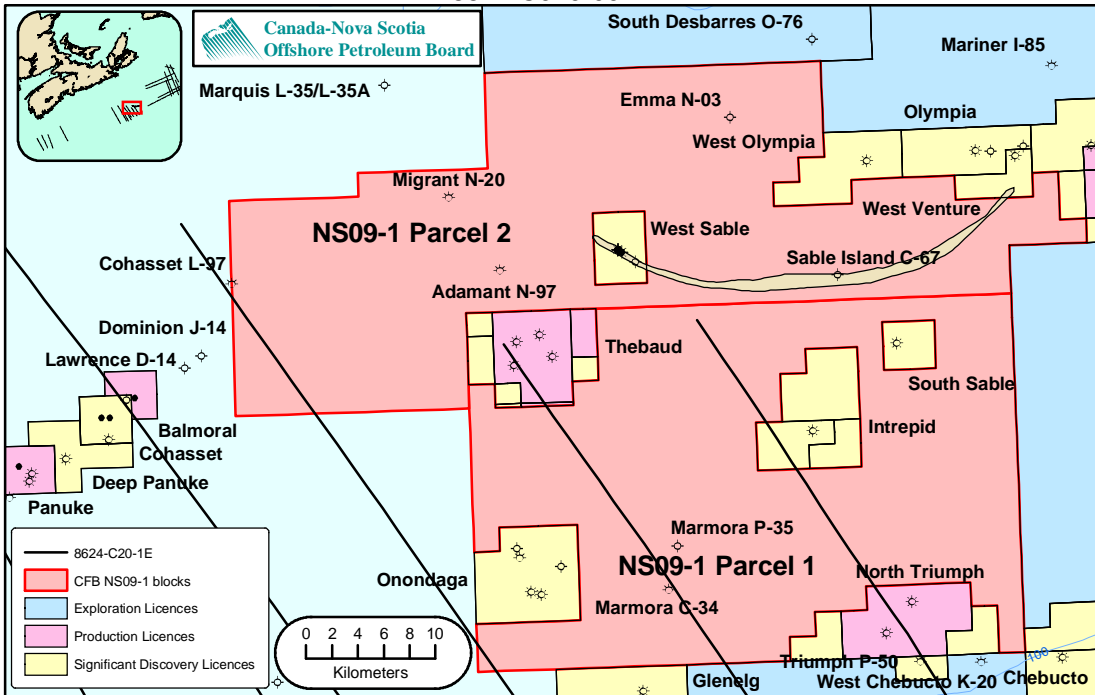 South Desbarres O-76
Canada-Nova Scotia
Offshore Petroleum Board
Mariner I-85
Marquis L-35/L-35A
Emma N-03
Olympia
West Olympia
Migrant N-20
West Venture
NS09-1 Parcel 2
West Sable
Sable Island C-67
Cohasset L-97
Adamant N-97
Dominion J-14
Thebaud
Lawrence D-14
South Sable
Balmoral
Intrepid
Cohasset
Deep Panuke
Panuke
Marmora P-35
8624-C20-1E
CFB NS09-1 blocks
Exploration Licences
Production Licences
Significant Discovery Licences
Onondaga
NS09-1 Parcel 1
North Triumph
Marmora C-34
0 2 4 6 8 10
Kilometers
Triumph P-50
100
Glenelg
West Chebucto K-20
Chebucto